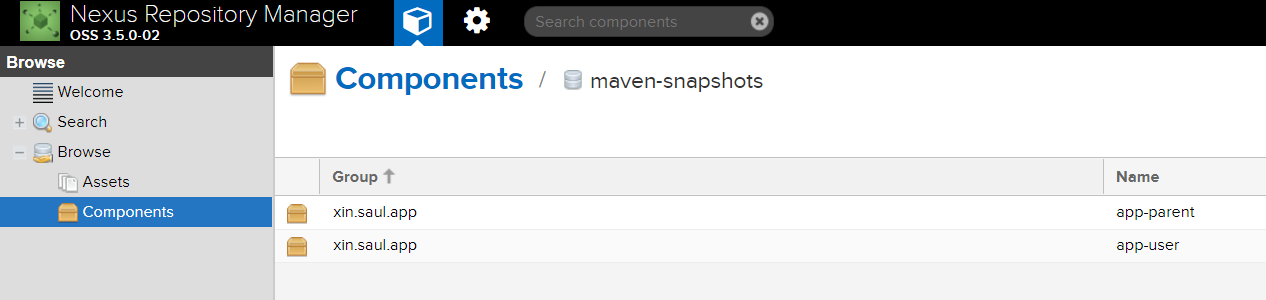 Nexus Repository Manager
OSS 3.5.0-02
Search components
Browse
Welcome
Search
Browse
Assets
Components
Components / maven-snapshots
Group Name
xin.saul.app app-parent
xin.saul.app app-user